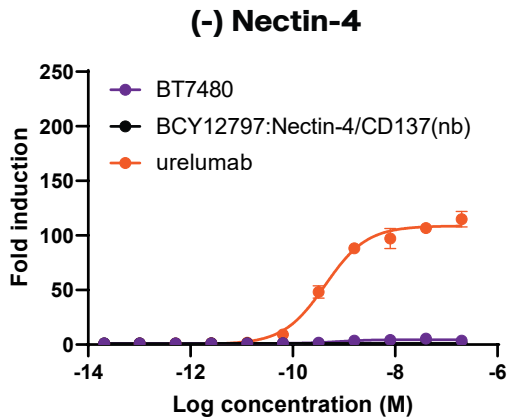 (-) Nectin-4
250
200
150
100
50
0
Fold induction
BT7480
BCY12797:Nectin-4/CD137(nb)
urelumab
-14
-12
-10
-8
-6
Log concentration (M)